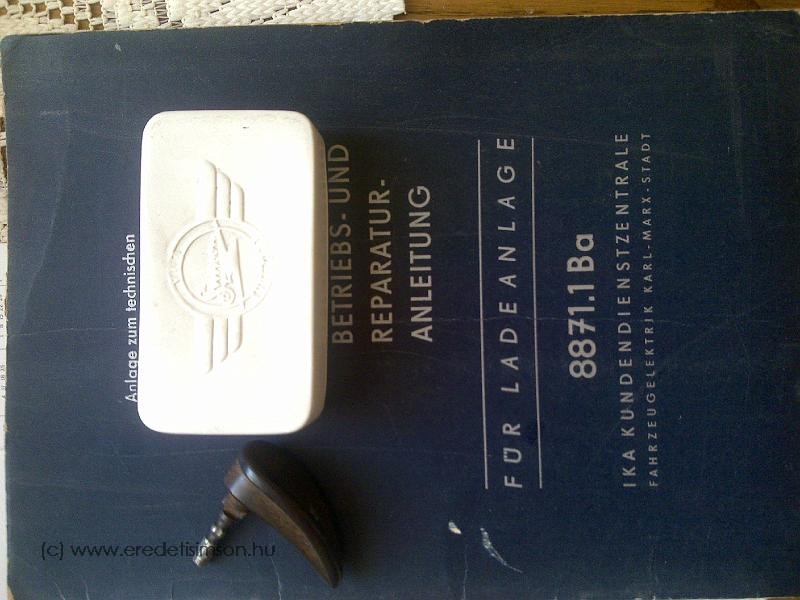 Anlage zum technischen
BETRIEBS- UND
REPARATUR-
ANLEITUNG
FÜR LADEANLAGE
8871.1 Ba
IKA KUNDENDIENSTZENTRALE
FAHRZEUGELEKTRIK KARL-MARX-STADT
(c) www.eredetisimson.hu